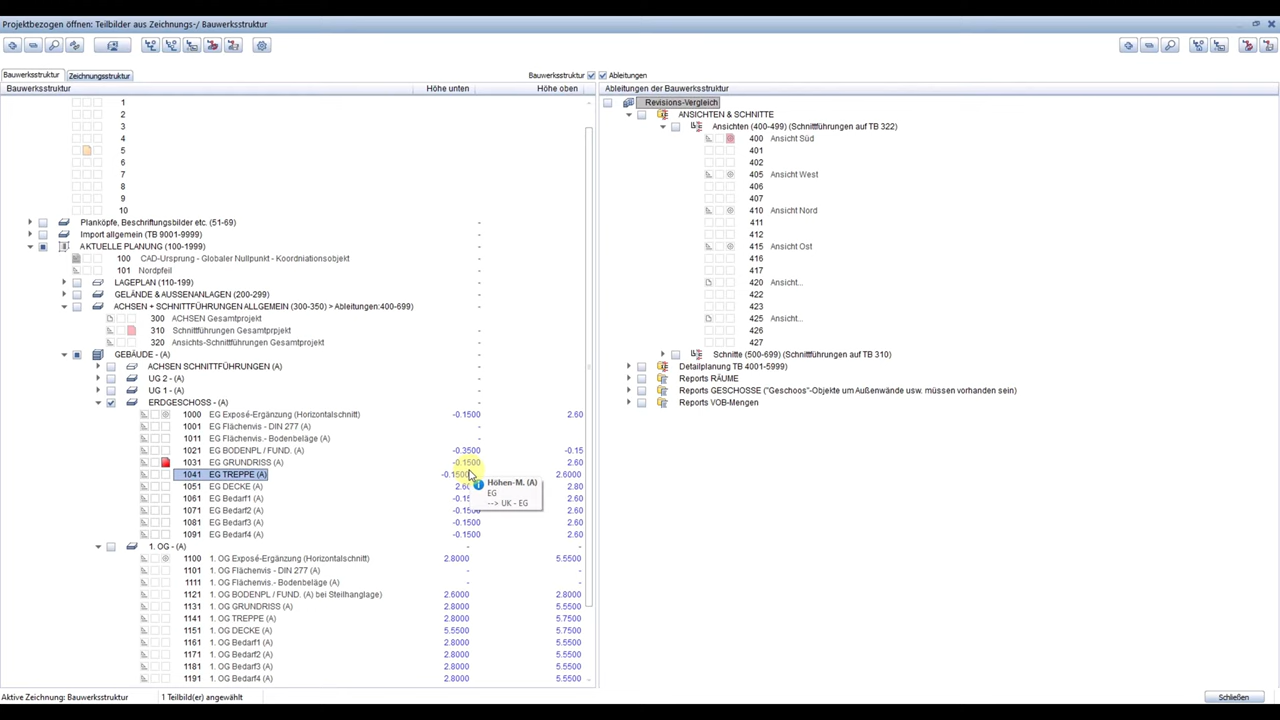 Projektbezogen öffnen: Teilbilder aus Zeichnungs-/ Bauwerksstruktur
Bauwerksstruktur Zeichnungsstruktur Bauwerksstruktur Ableitungen
Bauwerksstruktur Höhe unten Höhe oben
1
2
3
4
5
6
7
8
9
10
Planköpfe, Beschriftungsbilder etc. (51-69) -
Import allgemein (TB 9001-9999) -
AKTUELLE PLANUNG (100-1999) -
100 CAD-Ursprung - Globaler Nullpunkt - Koordniationsobjekt -
101 Nordpfeil -
LAGEPLAN (110-199) -
GELÄNDE & AUSSENANLAGEN (200-299) -
ACHSEN + SCHNITTFÜHRUNGEN ALLGEMEIN (300-350) > Ableitungen:400-699) -
300 ACHSEN Gesamtprojekt -
310 Schnittführungen Gesamtprpjekt -
320 Ansichts-Schnittführungen Gesamtprojekt -
GEBÄUDE - (A) -
ACHSEN SCHNITTFÜHRUNGEN (A) -
UG 2 - (A) -
UG 1 - (A) -
ERDGESCHOSS - (A) -
1000 EG Exposé-Ergänzung (Horizontalschnitt) -0.1500 2.60
1001 EG Flächenvis - DIN 277 (A) -
1011 EG Flächenvis.- Bodenbeläge (A) -
1021 EG BODENPL / FUND. (A) -0.3500 -0.15
1031 EG GRUNDRISS (A) -0.1500 2.60
1041 EG TREPPE (A) -0.1500 2.6000
1051 EG DECKE (A) 2.60 2.80
1061 EG Bedarf1 (A) -0.15 2.60
1071 EG Bedarf2 (A) -0.15 2.60
1081 EG Bedarf3 (A) -0.1500 2.60
1091 EG Bedarf4 (A) -0.1500 2.60
Höhen-M. (A)
EG
--> UK - EG
1. OG - (A) - -
1100 1. OG Exposé-Ergänzung (Horizontalschnitt) 2.8000 5.5500
1101 1. OG Flächenvis - DIN 277 (A) - -
1111 1. OG Flächenvis.- Bodenbeläge (A) - -
1121 1. OG BODENPL / FUND. (A) bei Steilhanglage) 2.6000 2.8000
1131 1. OG GRUNDRISS (A) 2.8000 5.5500
1141 1. OG TREPPE (A) 2.8000 5.7500
1151 1. OG DECKE (A) 5.5500 5.7500
1161 1. OG Bedarf1 (A) 2.8000 5.5500
1171 1. OG Bedarf2 (A) 2.8000 5.5500
1181 1. OG Bedarf3 (A) 2.8000 5.5500
1191 1. OG Bedarf4 (A) 2.8000 5.5500
Ableitungen der Bauwerksstruktur
Revisions-Vergleich
ANSICHTEN & SCHNITTE
Ansichten (400-499) (Schnittführungen auf TB 322)
400 Ansicht Süd
401
402
405 Ansicht West
406
407
410 Ansicht Nord
411
412
415 Ansicht Ost
416
417
420 Ansicht...
422
423
425 Ansicht...
426
427
Schnitte (500-699) (Schnittführungen auf TB 310)
Detailplanung TB 4001-5999)
Reports RÄUME
Reports GESCHOSSE ("Geschoos"-Objekte um Außenwände usw. müssen vorhanden sein)
Reports VOB-Mengen
Aktive Zeichnung: Bauwerksstruktur 1 Teilbild(er) angewählt Schließen